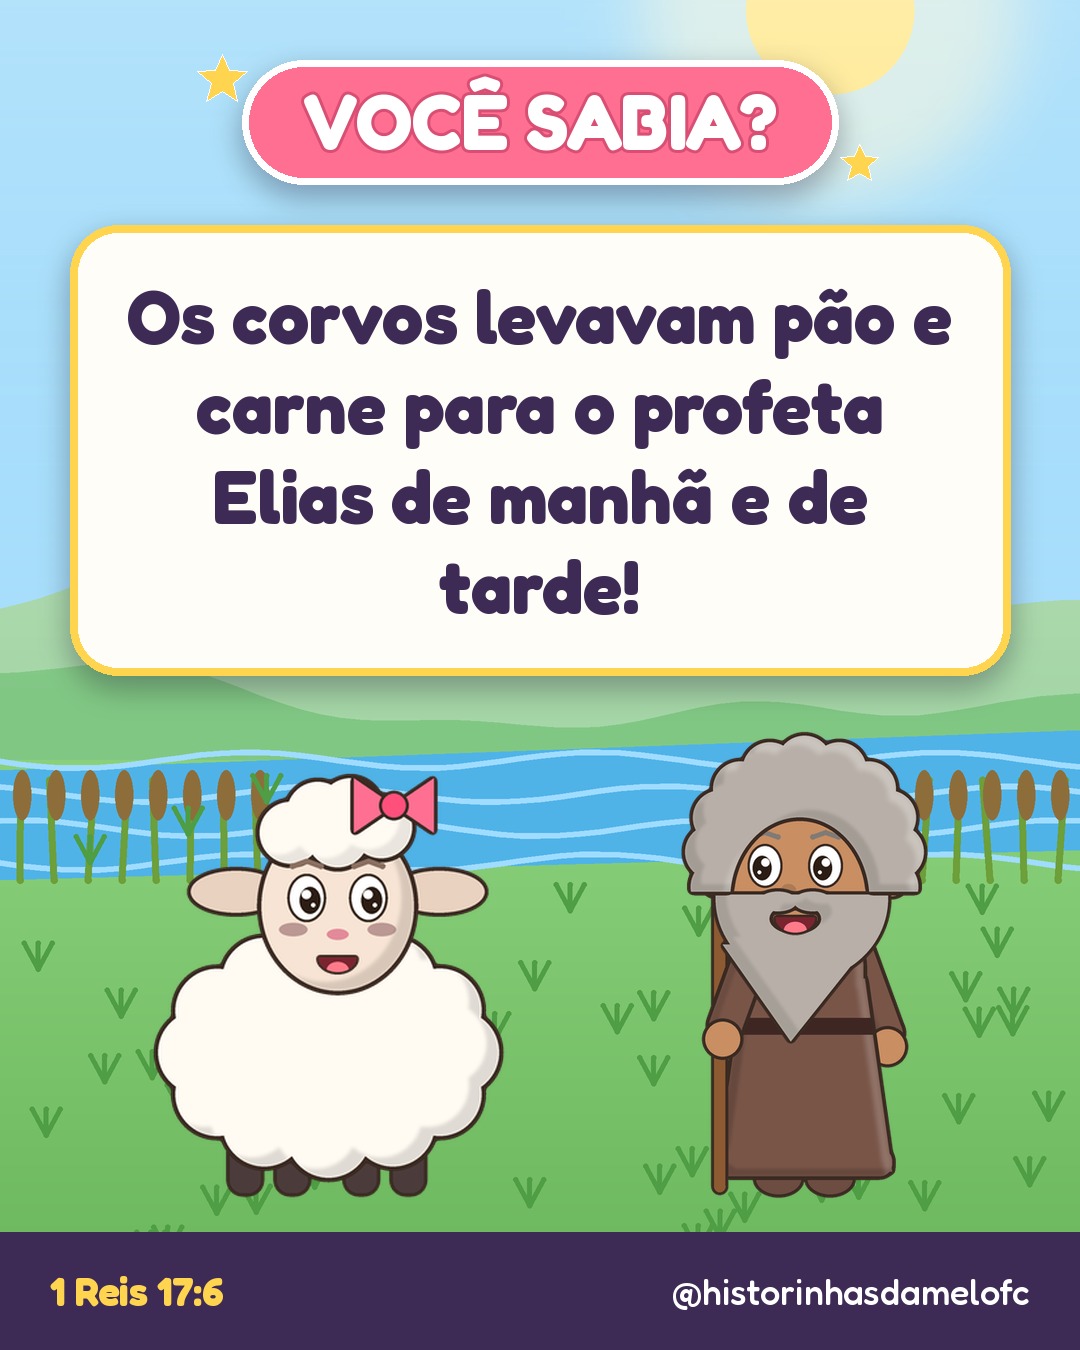 VOCÊ SABIA?
Os corvos levavam pão e
carne para o profeta
Elias de manhã e de
tarde!
1 Reis 17:6
@historinhasdamelofc